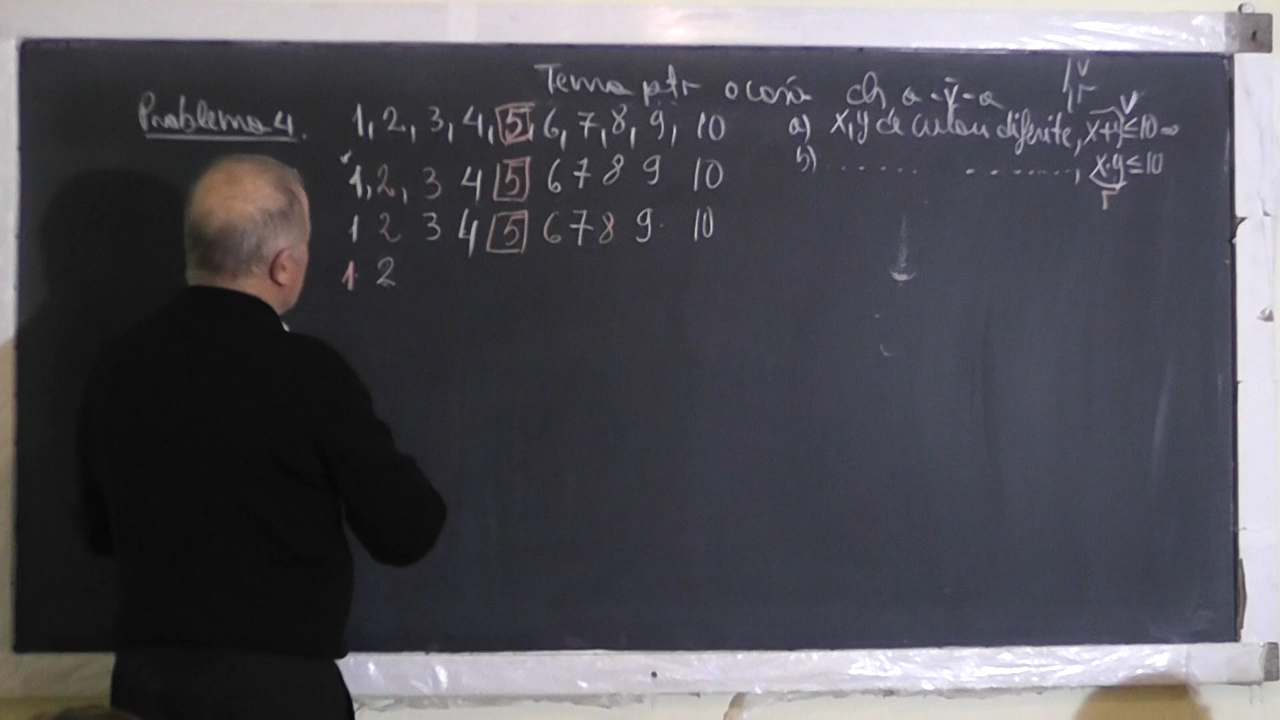 Tema ptr acasă cls a-V-a
Problema 4. 1, 2, 3, 4, 5, 6, 7, 8, 9, 10 a) x,y de culori diferite, x+y≤10
1, 2, 3 4 5 6 7 8 9 10 b) ...... ......., x·y≤10
1 2 3 4 5 6 7 8 9 10
1 2